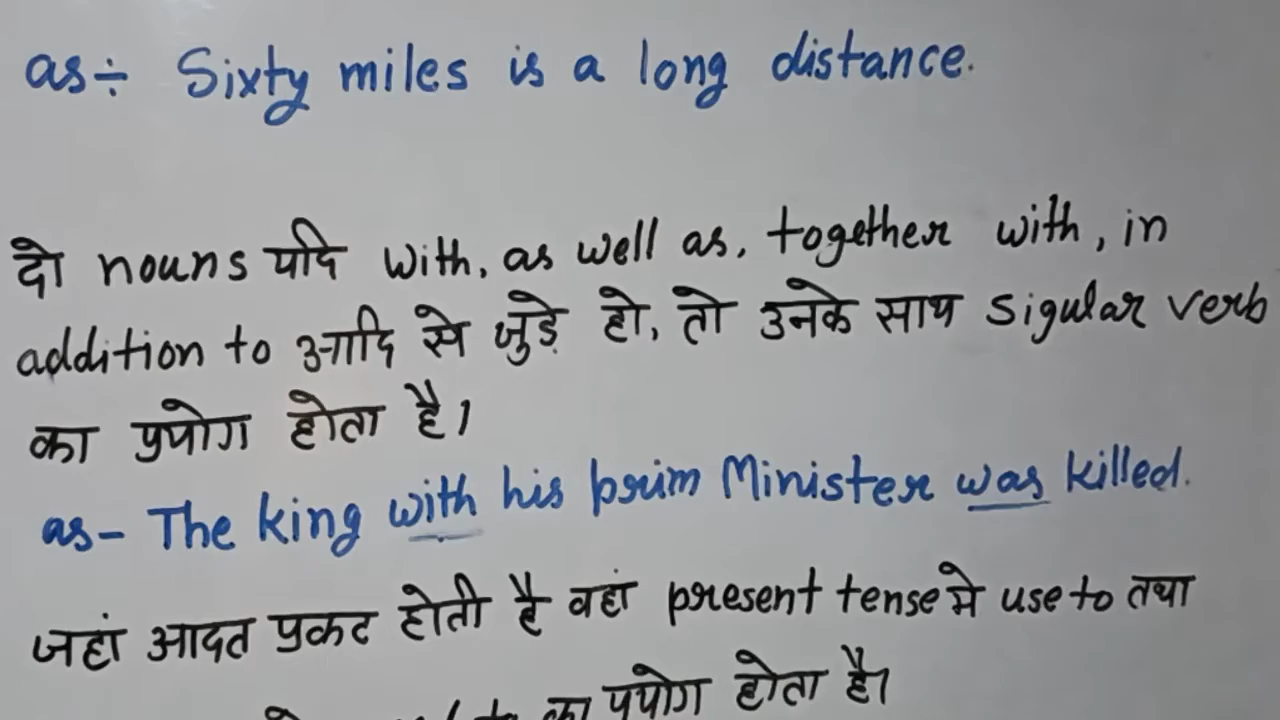 as÷ Sixty miles is a long distance.
दो nouns यदि with, as well as, together with, in
addition to आदि से जुड़े हो, तो उनके साथ sigular verb
का प्रयोग होता है।
as- The king with his prim Minister was killed.
जहां आदत प्रकट होती है वहां present tense मे use to तथा
का प्रयोग होता है।